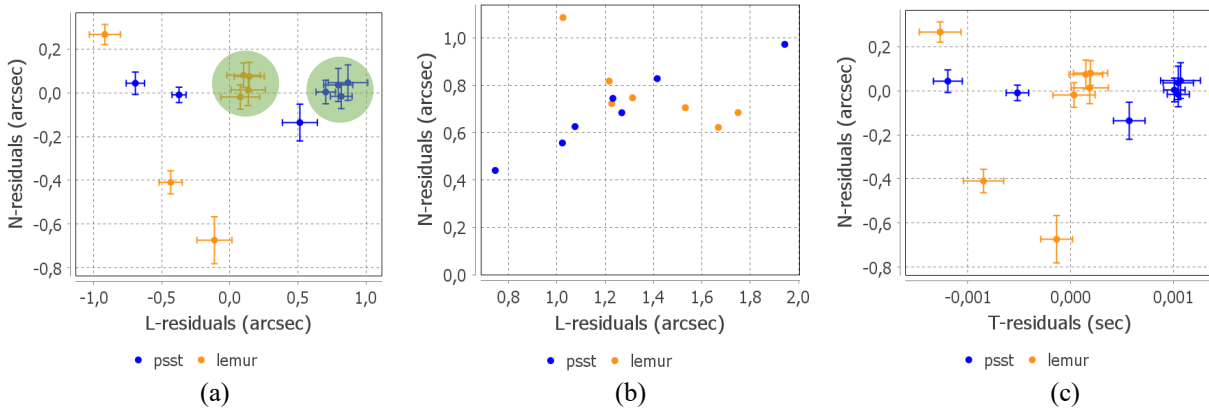 N-residuals (arcsec)
0,2
0,0
-0,2
-0,4
-0,6
-0,8
-1,0 -0,5 0,0 0,5 1,0
L-residuals (arcsec)
psst lemur
(a)
N-residuals (arcsec)
1,0
0,8
0,6
0,4
0,2
0,0
0,8 1,0 1,2 1,4 1,6 1,8 2,0
L-residuals (arcsec)
psst lemur
(b)
N-residuals (arcsec)
0,2
0,0
-0,2
-0,4
-0,6
-0,8
-0,001 0,000 0,001
T-residuals (sec)
psst lemur
(c)